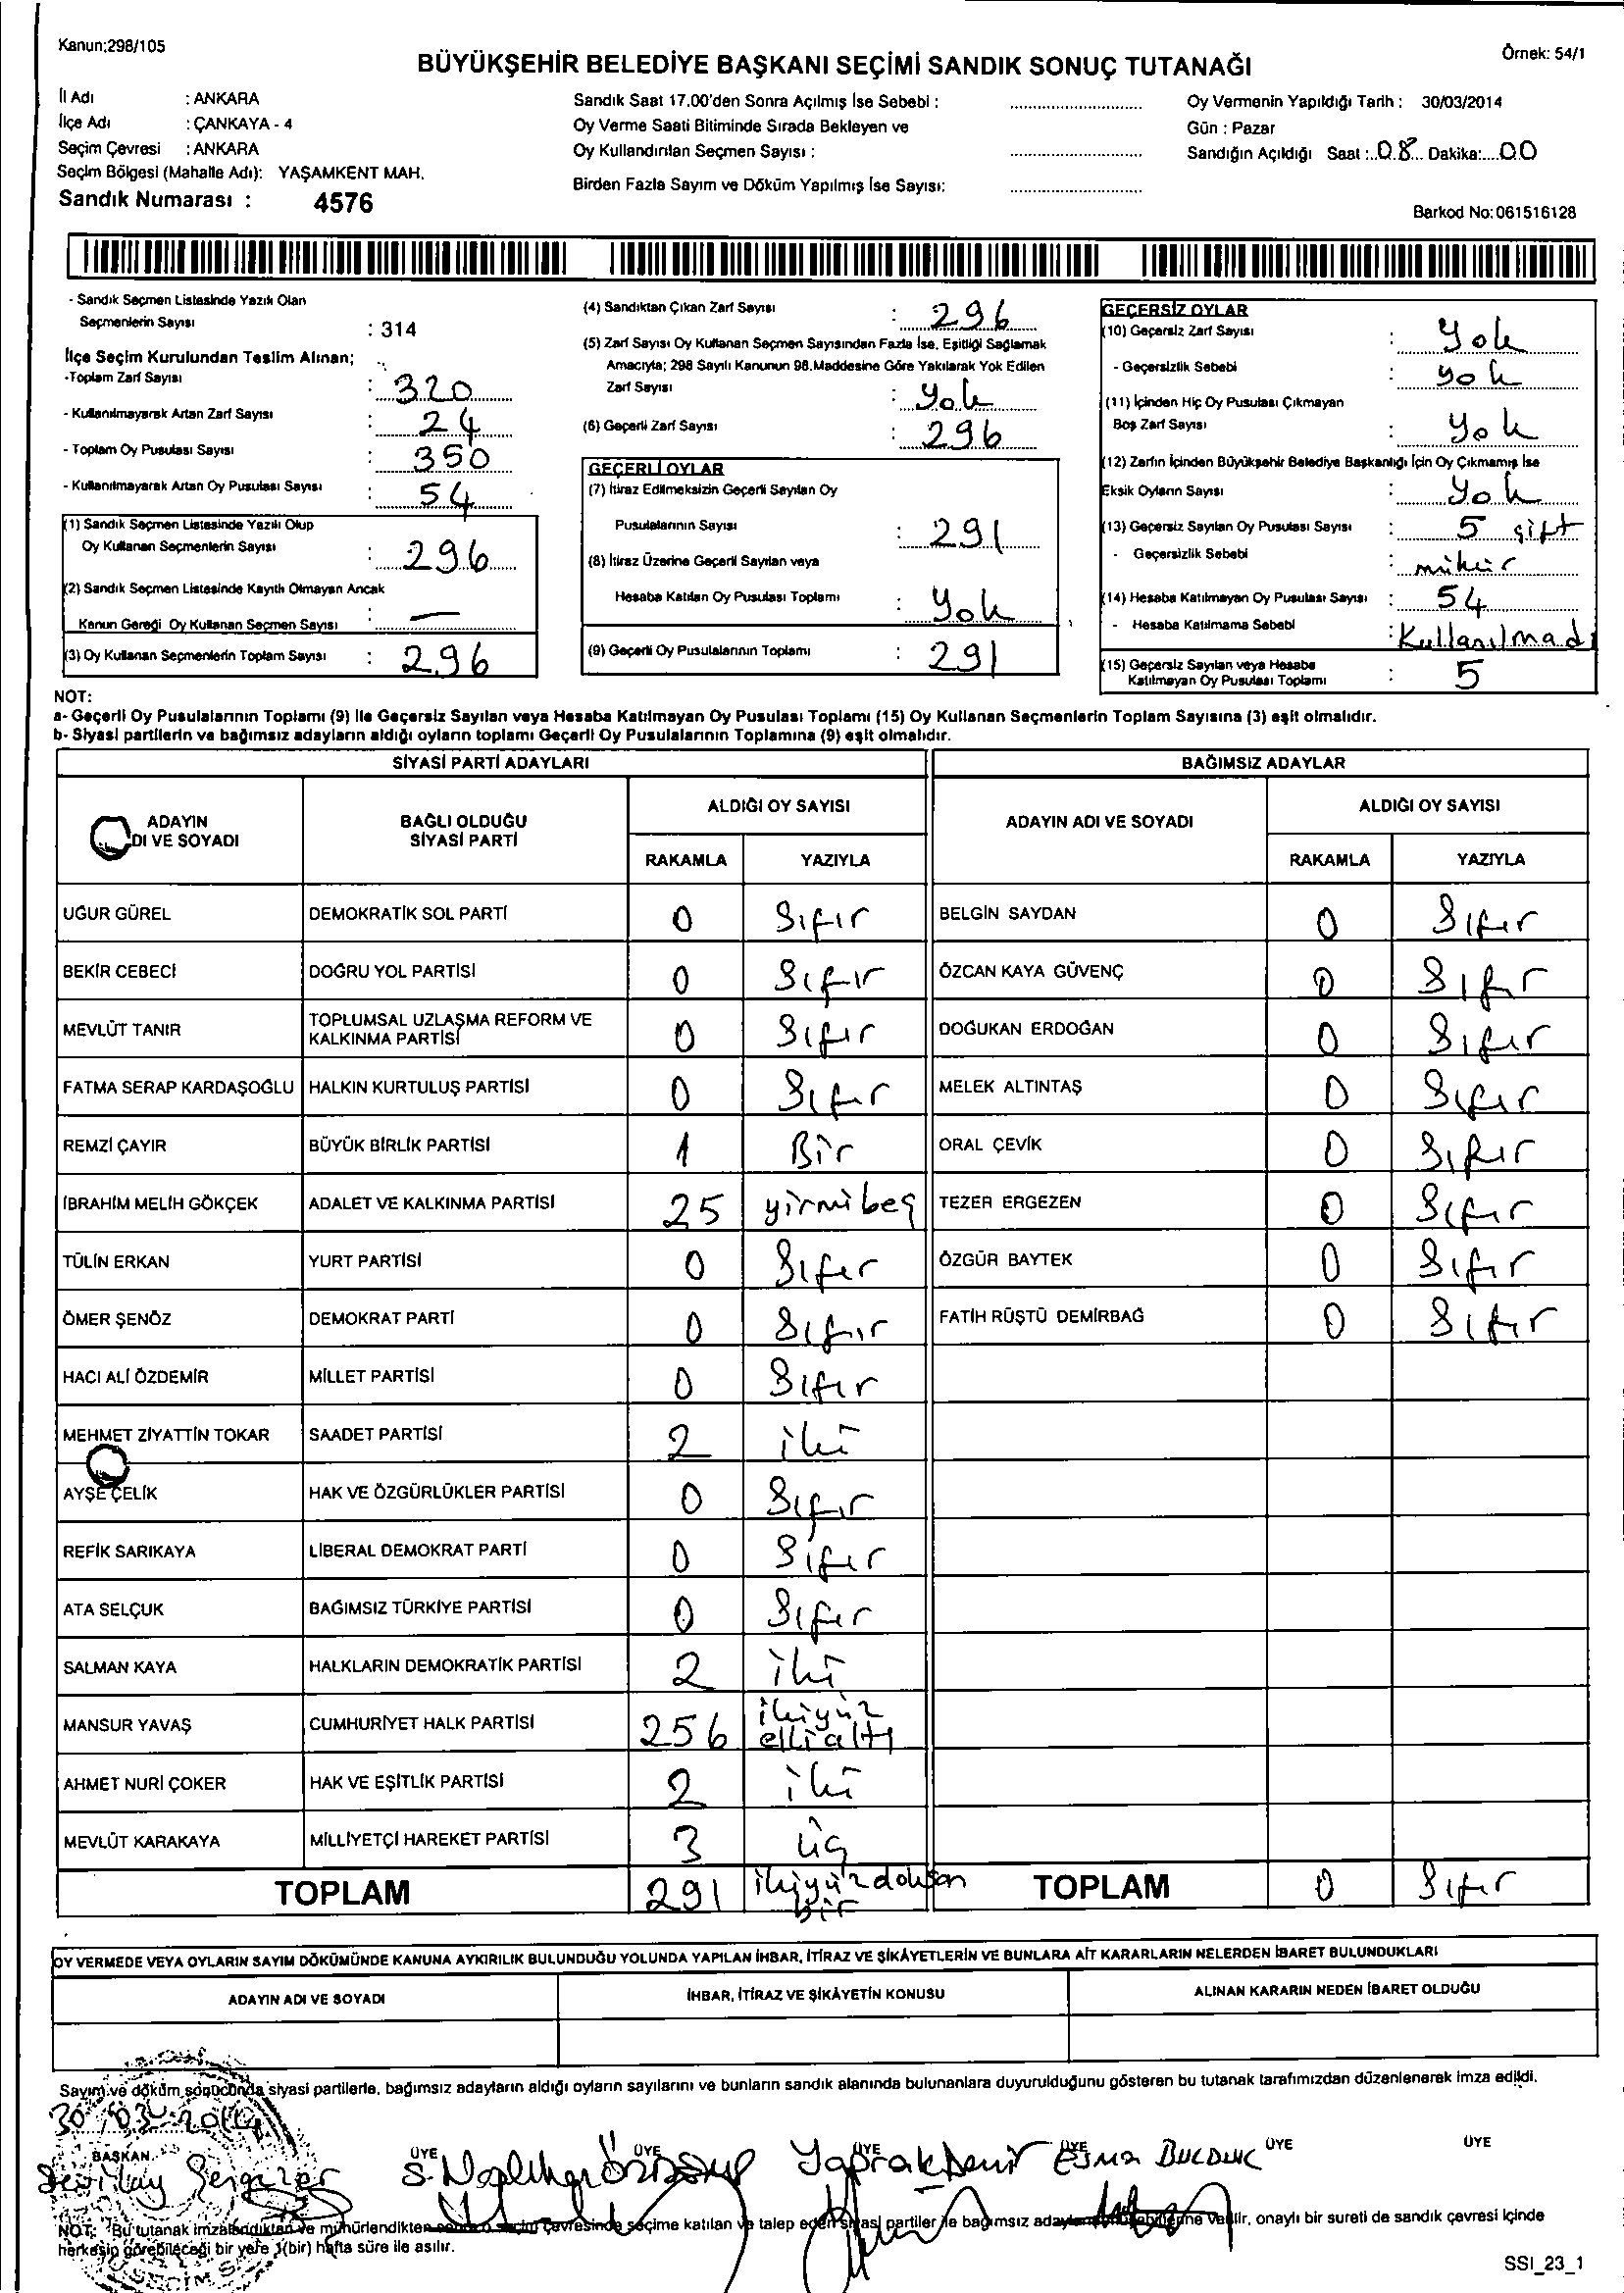 Kanun;298/105
Örnek: 54/1
BÜYÜKŞEHİR BELEDİYE BAŞKANI SEÇİMİ SANDIK SONUÇ TUTANAĞI
İl Adı : ANKARA
İlçe Adı : ÇANKAYA - 4
Seçim Çevresi : ANKARA
Seçim Bölgesi (Mahalle Adı): YAŞAMKENT MAH.
Sandık Numarası : 4576
Sandık Saat 17.00'den Sonra Açılmış İse Sebebi :
Oy Verme Saati Bitiminde Sırada Bekleyen ve
Oy Kullandırılan Seçmen Sayısı :
Birden Fazla Sayım ve Döküm Yapılmış İse Sayısı:
Oy Vermenin Yapıldığı Tarih : 30/03/2014
Gün : Pazar
Sandığın Açıldığı Saat : 08 Dakika: 00
Barkod No:061516128
- Sandık Seçmen Listesinde Yazılı Olan
Seçmenlerin Sayısı : 314
İlçe Seçim Kurulundan Teslim Alınan;
-Toplam Zarf Sayısı : 320
- Kullanılmayarak Artan Zarf Sayısı : 24
- Toplam Oy Pusulası Sayısı : 350
- Kullanılmayarak Artan Oy Pusulası Sayısı : 54
(1) Sandık Seçmen Listesinde Yazılı Olup
Oy Kullanan Seçmenlerin Sayısı : 296
(2) Sandık Seçmen Listesinde Kayıtlı Olmayan Ancak
Kanun Gereği Oy Kullanan Seçmen Sayısı : —
(3) Oy Kullanan Seçmenlerin Toplam Sayısı : 296
(4) Sandıktan Çıkan Zarf Sayısı : 296
(5) Zarf Sayısı Oy Kullanan Seçmen Sayısından Fazla İse, Eşitliği Sağlamak
Amacıyla; 298 Sayılı Kanunun 98.Maddesine Göre Yakılarak Yok Edilen
Zarf Sayısı : Yok
(6) Geçerli Zarf Sayısı : 296
GEÇERLİ OYLAR
(7) İtiraz Edilmeksizin Geçerli Sayılan Oy
Pusulalarının Sayısı : 291
(8) İtiraz Üzerine Geçerli Sayılan veya
Hesaba Katılan Oy Pusulası Toplamı : Yok
(9) Geçerli Oy Pusulalarının Toplamı : 291
GEÇERSİZ OYLAR
(10) Geçersiz Zarf Sayısı : Yok
- Geçersizlik Sebebi : yok
(11) İçinden Hiç Oy Pusulası Çıkmayan
Boş Zarf Sayısı : Yok
(12) Zarfın İçinden Büyükşehir Belediye Başkanlığı İçin Oy Çıkmamış İse
Eksik Oyların Sayısı : Yok
(13) Geçersiz Sayılan Oy Pusulası Sayısı : 5 çift
- Geçersizlik Sebebi : mühür
(14) Hesaba Katılmayan Oy Pusulası Sayısı : 54
- Hesaba Katılmama Sebebi : Kullanılmadı
(15) Geçersiz Sayılan veya Hesaba
Katılmayan Oy Pusulası Toplamı : 5
NOT:
a- Geçerli Oy Pusulalarının Toplamı (9) ile Geçersiz Sayılan veya Hesaba Katılmayan Oy Pusulası Toplamı (15) Oy Kullanan Seçmenlerin Toplam Sayısına (3) eşit olmalıdır.
b- Siyasi partilerin ve bağımsız adayların aldığı oyların toplamı Geçerli Oy Pusulalarının Toplamına (9) eşit olmalıdır.
SİYASİ PARTİ ADAYLARI BAĞIMSIZ ADAYLAR
ADAYIN
DI VE SOYADI
BAĞLI OLDUĞU
SİYASİ PARTİ
ALDIĞI OY SAYISI
RAKAMLA YAZIYLA
ADAYIN ADI VE SOYADI
ALDIĞI OY SAYISI
RAKAMLA YAZIYLA
UĞUR GÜREL DEMOKRATİK SOL PARTİ 0 Sıfır BELGİN SAYDAN 0 Sıfır
BEKİR CEBECİ DOĞRU YOL PARTİSİ 0 Sıfır ÖZCAN KAYA GÜVENÇ 0 Sıfır
MEVLÜT TANIR TOPLUMSAL UZLAŞMA REFORM VE
KALKINMA PARTİSİ 0 Sıfır DOĞUKAN ERDOĞAN 0 Sıfır
FATMA SERAP KARDAŞOĞLU HALKIN KURTULUŞ PARTİSİ 0 Sıfır MELEK ALTINTAŞ 0 Sıfır
REMZİ ÇAYIR BÜYÜK BİRLİK PARTİSİ 1 Bir ORAL ÇEVİK 0 Sıfır
İBRAHİM MELİH GÖKÇEK ADALET VE KALKINMA PARTİSİ 25 yirmibeş TEZER ERGEZEN 0 Sıfır
TÜLİN ERKAN YURT PARTİSİ 0 Sıfır ÖZGÜR BAYTEK 0 Sıfır
ÖMER ŞENÖZ DEMOKRAT PARTİ 0 Sıfır FATİH RÜŞTÜ DEMİRBAĞ 0 Sıfır
HACI ALİ ÖZDEMİR MİLLET PARTİSİ 0 Sıfır
MEHMET ZİYATTİN TOKAR SAADET PARTİSİ 2 iki
AYŞE ÇELİK HAK VE ÖZGÜRLÜKLER PARTİSİ 0 Sıfır
REFİK SARIKAYA LİBERAL DEMOKRAT PARTİ 0 Sıfır
ATA SELÇUK BAĞIMSIZ TÜRKİYE PARTİSİ 0 Sıfır
SALMAN KAYA HALKLARIN DEMOKRATİK PARTİSİ 2 iki
MANSUR YAVAŞ CUMHURİYET HALK PARTİSİ 256 ikiyüz
elli altı
AHMET NURİ ÇOKER HAK VE EŞİTLİK PARTİSİ 2 iki
MEVLÜT KARAKAYA MİLLİYETÇİ HAREKET PARTİSİ 3 üç
TOPLAM 291 ikiyüzdoksan
bir
TOPLAM 0 Sıfır
OY VERMEDE VEYA OYLARIN SAYIM DÖKÜMÜNDE KANUNA AYKIRILIK BULUNDUĞU YOLUNDA YAPILAN İHBAR, İTİRAZ VE ŞİKÂYETLERİN VE BUNLARA AİT KARARLARIN NELERDEN İBARET BULUNDUKLARI
ADAYIN ADI VE SOYADI İHBAR, İTİRAZ VE ŞİKÂYETİN KONUSU ALINAN KARARIN NEDEN İBARET OLDUĞU
Sayım ve döküm sonucunda siyasi partilerle, bağımsız adayların aldığı oyların sayılarını ve bunların sandık alanında bulunanlara duyurulduğunu gösteren bu tutanak tarafımızdan düzenlenerek imza edildi.
30/03/2014
BAŞKAN ÜYE ÜYE ÜYE ÜYE ÜYE ÜYE
Yaprak Demir Esma BULDUK
NOT: Bu tutanak imzalandıktan ve mühürlendikten sonra o seçim çevresinde seçime katılan ve talep eden siyasi partiler ile bağımsız adayların verilir, onaylı bir sureti de sandık çevresi içinde
herkesin görebileceği bir yere 1(bir) hafta süre ile asılır.
SSI_23_1